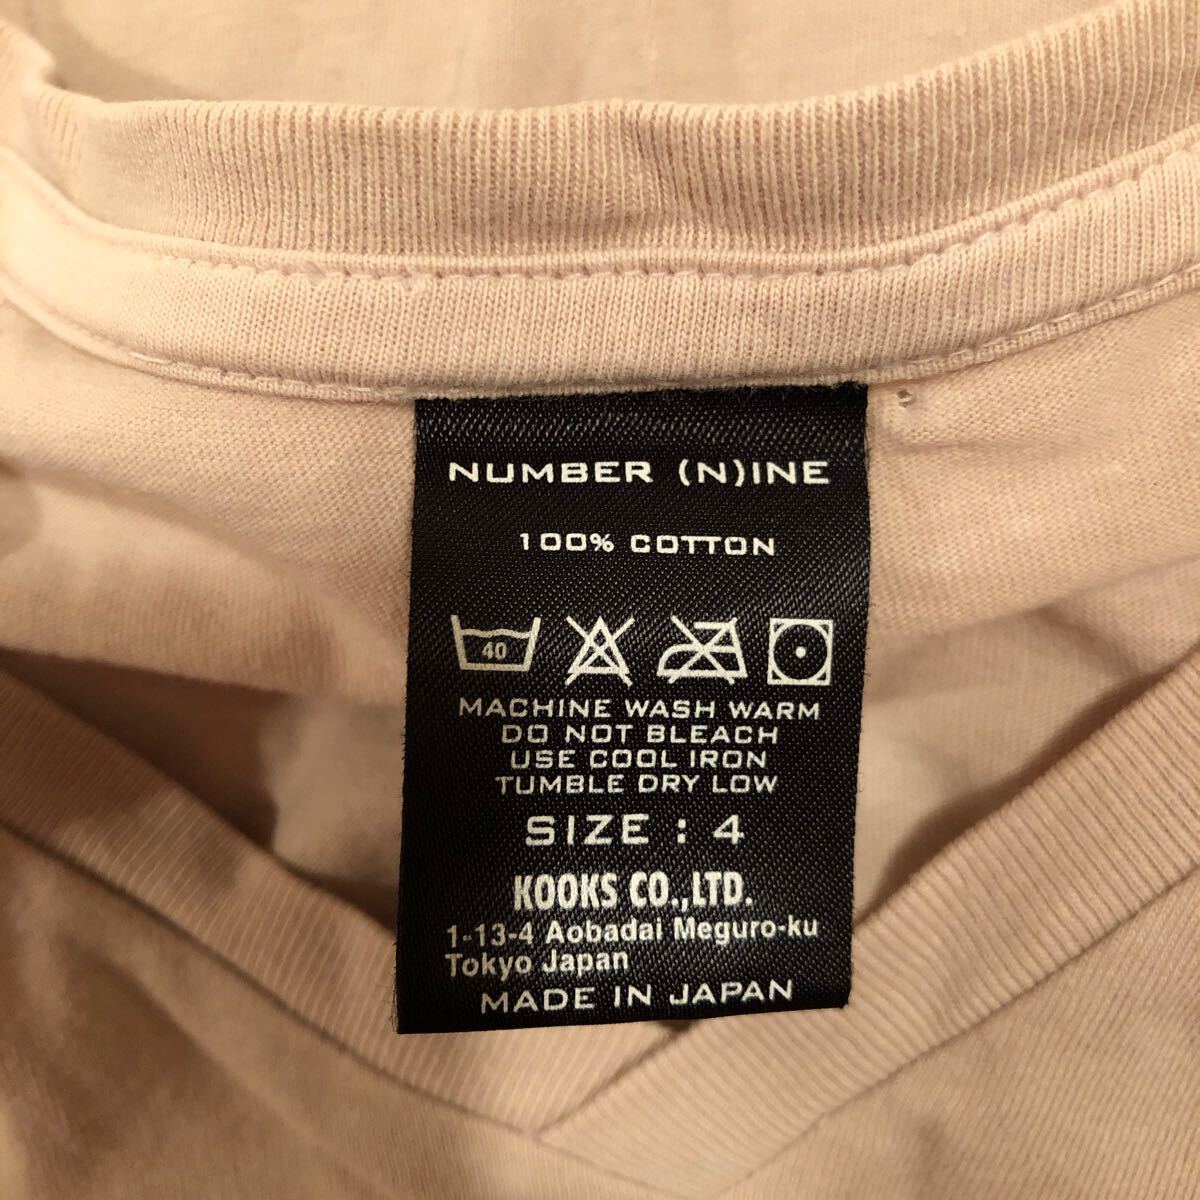 NUMBER (N)INE
100% COTTON
40
MACHINE WASH WARM
DO NOT BLEACH
USE COOL IRON
TUMBLE DRY LOW
SIZE : 4
KOOKS CO.,LTD.
1-13-4 Aobadai Meguro-ku
Tokyo Japan
MADE IN JAPAN